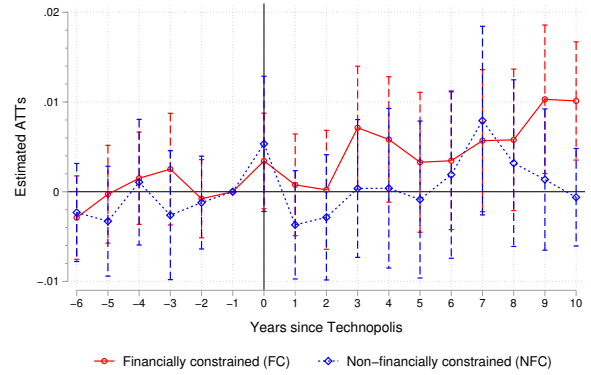 .02
.01
0
-.01
Estimated ATTs
−6 −5 −4 −3 −2 −1 0 1 2 3 4 5 6 7 8 9 10
Years since Technopolis
Financially constrained (FC) Non−financially constrained (NFC)